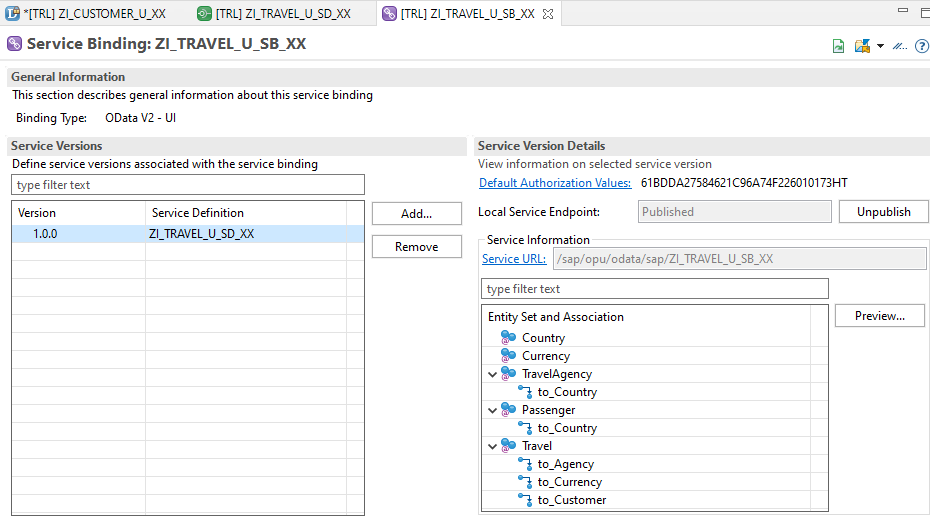 *[TRL] ZI_CUSTOMER_U_XX
[TRL] ZI_TRAVEL_U_SD_XX
[TRL] ZI_TRAVEL_U_SB_XX
Service Binding: ZI_TRAVEL_U_SB_XX
General Information
This section describes general information about this service binding
Binding Type: OData V2 - UI
Service Versions
Define service versions associated with the service binding
type filter text
Version Service Definition
1.0.0 ZI_TRAVEL_U_SD_XX
Add...
Remove
Service Version Details
View information on selected service version
Default Authorization Values: 61BDDA27584621C96A74F226010173HT
Local Service Endpoint: Published Unpublish
Service Information
Service URL: /sap/opu/odata/sap/ZI_TRAVEL_U_SB_XX
type filter text
Entity Set and Association
Preview...
Country
Currency
TravelAgency
to_Country
Passenger
to_Country
Travel
to_Agency
to_Currency
to_Customer